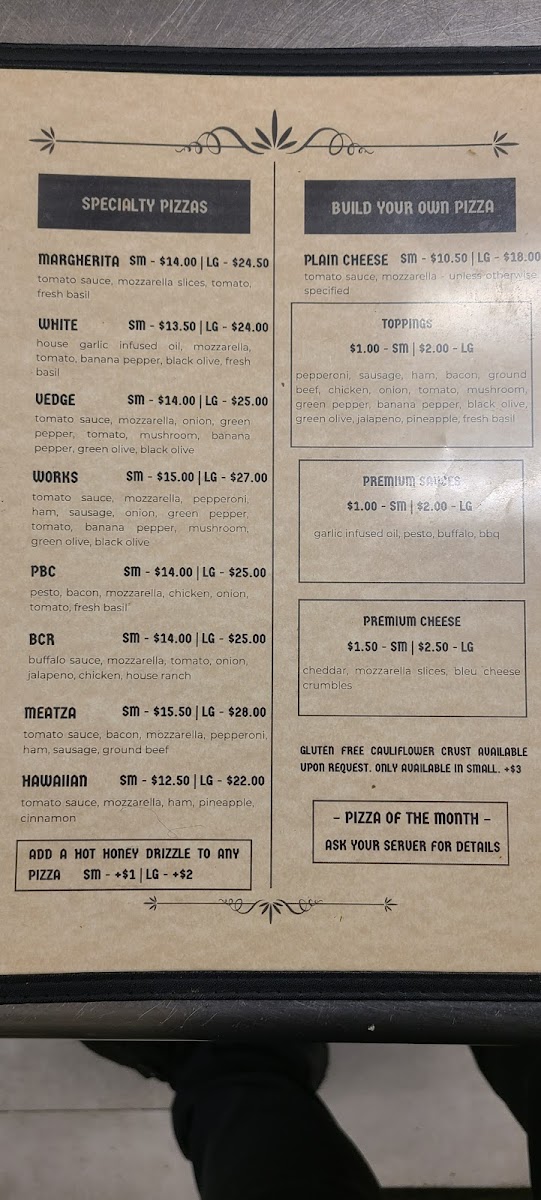 SPECIALTY PIZZAS
MARGHERITA SM - $14.00 | LG - $24.50
tomato sauce, mozzarella slices, tomato,
fresh basil
WHITE SM - $13.50 | LG - $24.00
house garlic infused oil, mozzarella,
tomato, banana pepper, black olive, fresh
basil
VEDGE SM - $14.00 | LG - $25.00
tomato sauce, mozzarella, onion, green
pepper, tomato, mushroom, banana
pepper, green olive, black olive
WORKS SM - $15.00 | LG - $27.00
tomato sauce, mozzarella, pepperoni,
ham, sausage, onion, green pepper,
tomato, banana pepper, mushroom,
green olive, black olive
PBC SM - $14.00 | LG - $25.00
pesto, bacon, mozzarella, chicken, onion,
tomato, fresh basil
BCR SM - $14.00 | LG - $25.00
buffalo sauce, mozzarella, tomato, onion,
jalapeno, chicken, house ranch
MEATZA SM - $15.50 | LG - $28.00
tomato sauce, bacon, mozzarella, pepperoni,
ham, sausage, ground beef
HAWAIIAN SM - $12.50 | LG - $22.00
tomato sauce, mozzarella, ham, pineapple,
cinnamon
ADD A HOT HONEY DRIZZLE TO ANY
PIZZA SM - +$1 | LG - +$2
BUILD YOUR OWN PIZZA
PLAIN CHEESE SM - $10.50 | LG - $18.00
tomato sauce, mozzarella - unless otherwise
specified
TOPPINGS
$1.00 - SM | $2.00 - LG
pepperoni, sausage, ham, bacon, ground
beef, chicken, onion, tomato, mushroom,
green pepper, banana pepper, black olive,
green olive, jalapeno, pineapple, fresh basil
PREMIUM SAUCES
$1.00 - SM | $2.00 - LG
garlic infused oil, pesto, buffalo, bbq
PREMIUM CHEESE
$1.50 - SM | $2.50 - LG
cheddar, mozzarella slices, bleu cheese
crumbles
GLUTEN FREE CAULIFLOWER CRUST AVAILABLE
UPON REQUEST. ONLY AVAILABLE IN SMALL. +$3
- PIZZA OF THE MONTH -
ASK YOUR SERVER FOR DETAILS